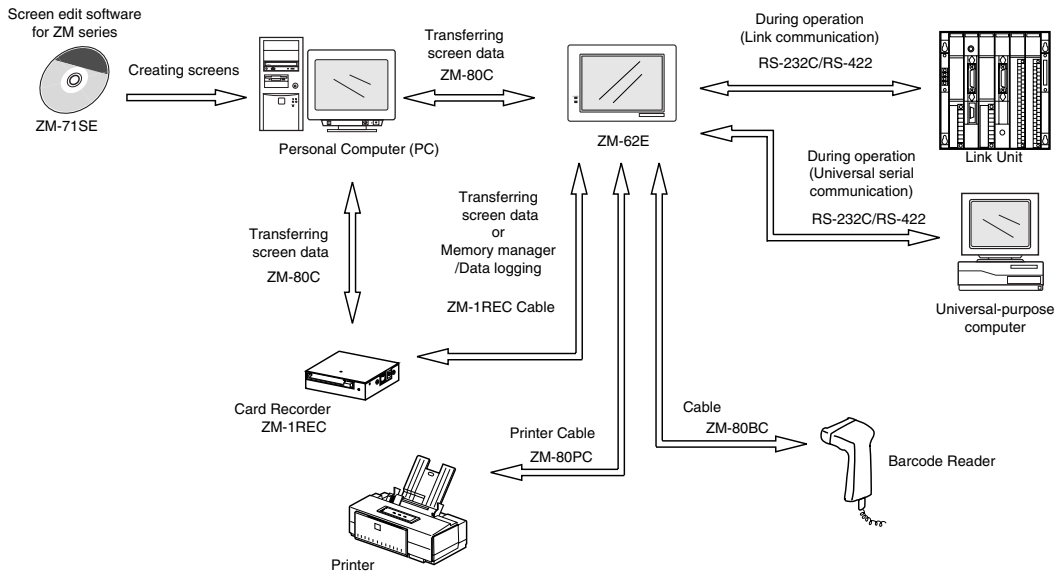 Screen edit software
for ZM series
ZM-71SE
Creating screens
Personal Computer (PC)
Transferring
screen data
ZM-80C
ZM-62E
During operation
(Link communication)
RS-232C/RS-422
Link Unit
During operation
(Universal serial
communication)
RS-232C/RS-422
Universal-purpose
computer
Transferring
screen data
ZM-80C
Transferring
screen data
or
Memory manager
/Data logging
ZM-1REC Cable
Card Recorder
ZM-1REC
Printer Cable
ZM-80PC
Printer
Cable
ZM-80BC
Barcode Reader